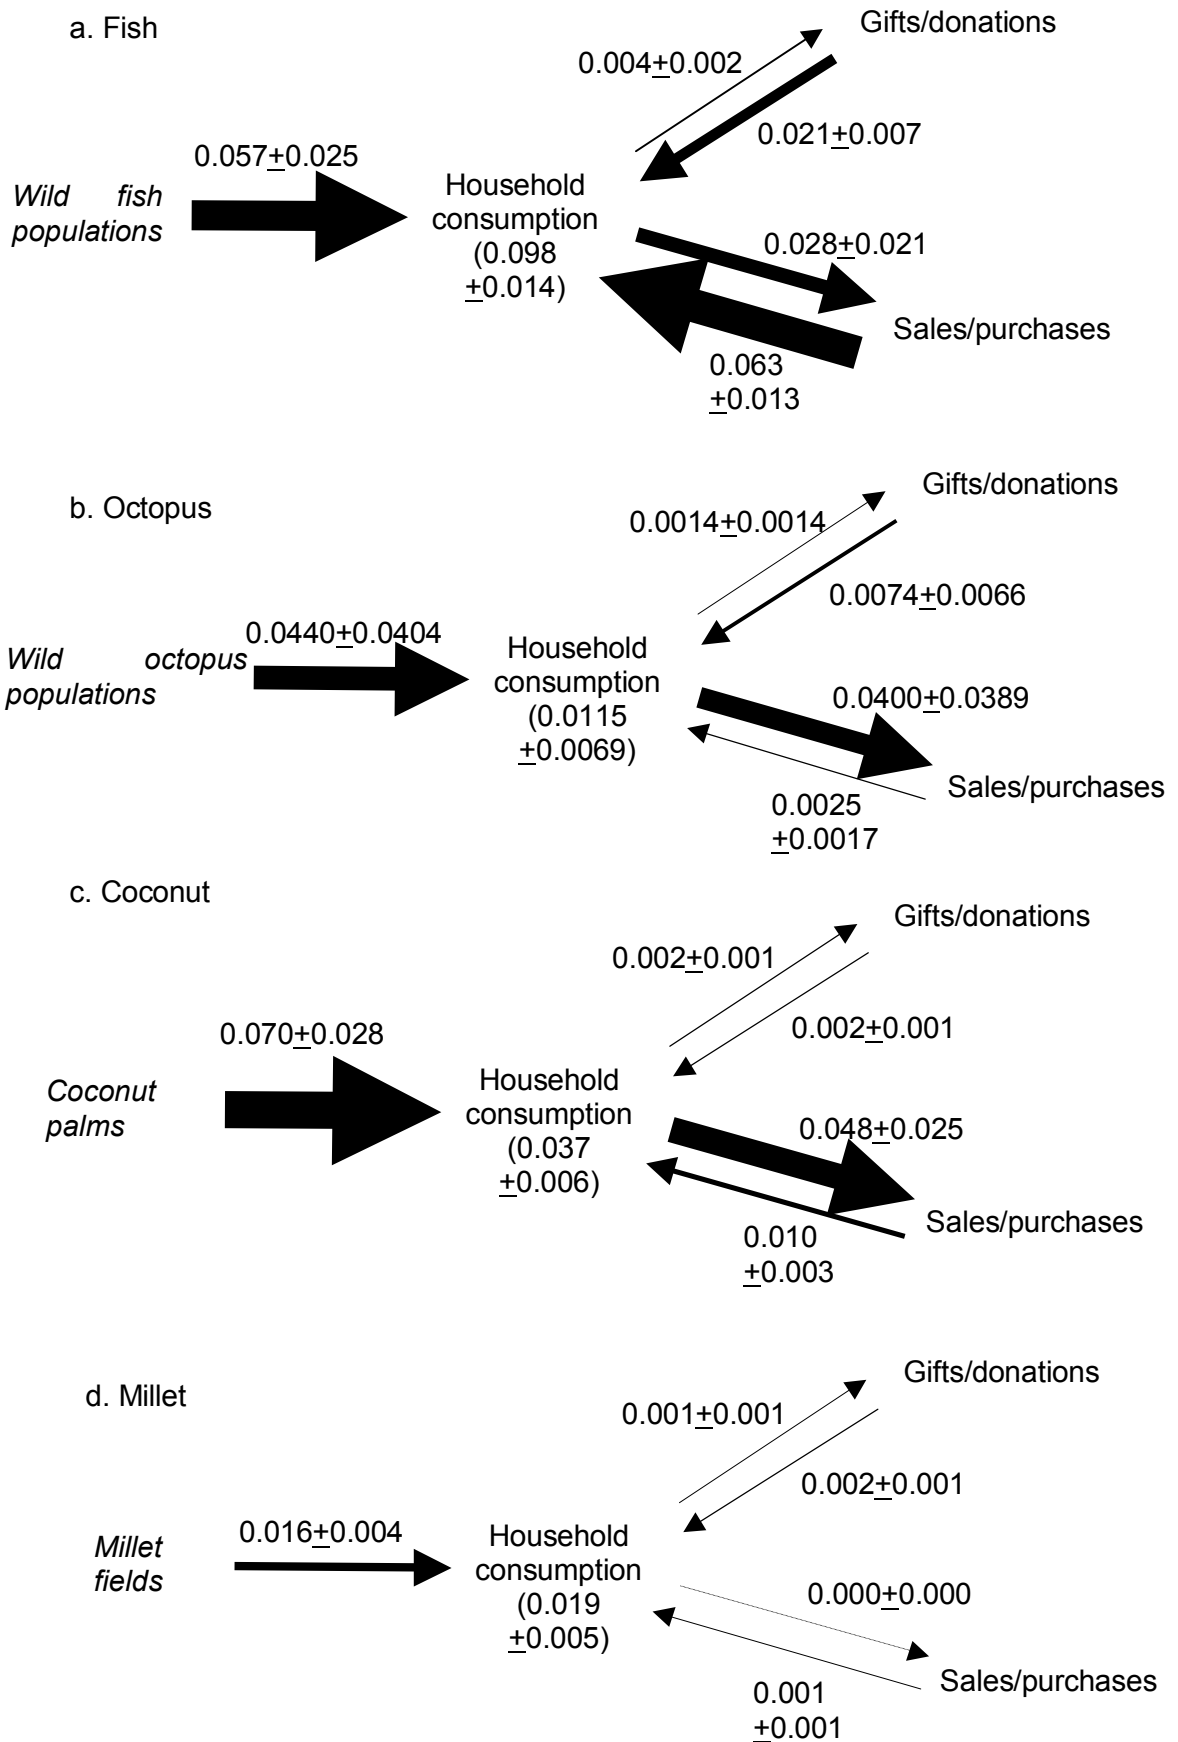 a. Fish
Gifts/donations
0.004±0.002
0.021±0.007
0.057±0.025
Wild fish
populations
Household
consumption
(0.098
±0.014)
0.028±0.021
Sales/purchases
0.063
±0.013
b. Octopus
Gifts/donations
0.0014±0.0014
0.0074±0.0066
0.0440±0.0404
Wild octopus
populations
Household
consumption
(0.0115
±0.0069)
0.0400±0.0389
Sales/purchases
0.0025
±0.0017
c. Coconut
Gifts/donations
0.002±0.001
0.002±0.001
0.070±0.028
Coconut
palms
Household
consumption
(0.037
±0.006)
0.048±0.025
Sales/purchases
0.010
±0.003
d. Millet
Gifts/donations
0.001±0.001
0.002±0.001
0.016±0.004
Millet
fields
Household
consumption
(0.019
±0.005)
0.000±0.000
Sales/purchases
0.001
±0.001